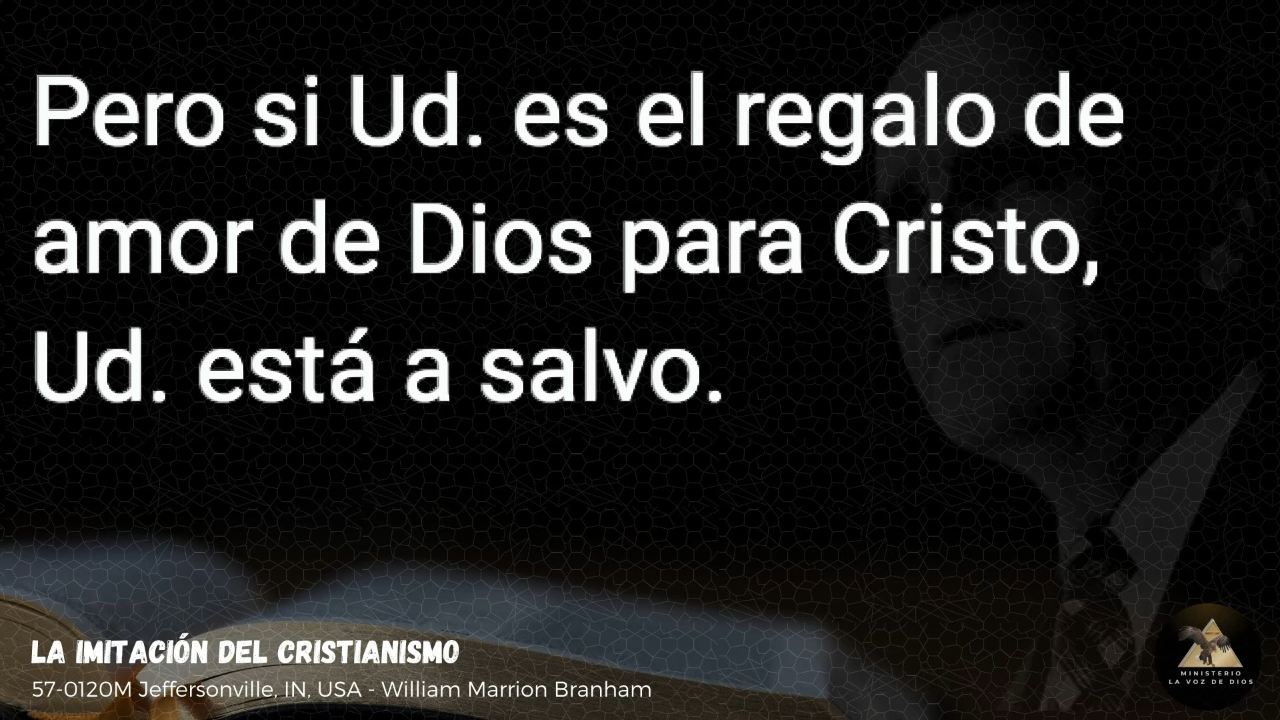 Pero si Ud. es el regalo de
amor de Dios para Cristo,
Ud. está a salvo.
LA IMITACIÓN DEL CRISTIANISMO
57-0120M Jeffersonville, IN, USA - William Marrion Branham
MINISTERIO
LA VOZ DE DIOS